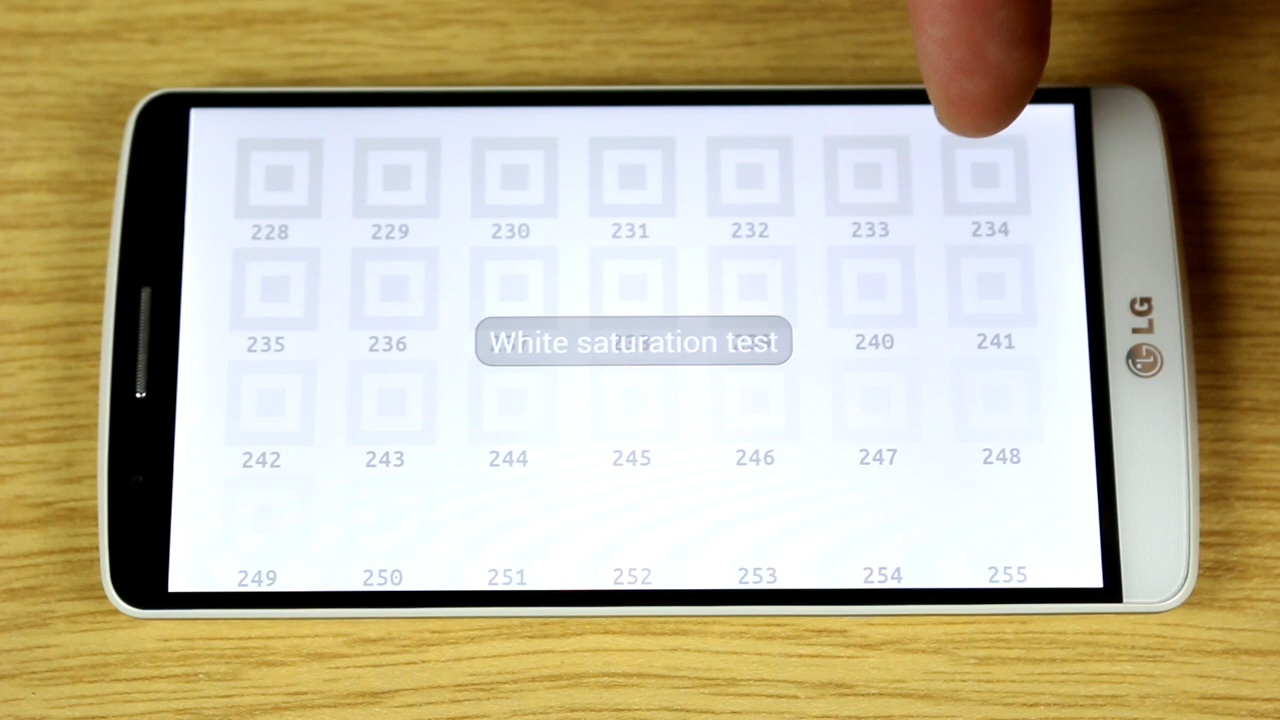 228 229 230 231 232 233 234
235 236 240 241
White saturation test
242 243 244 245 246 247 248
249 250 251 252 253 254 255
LG